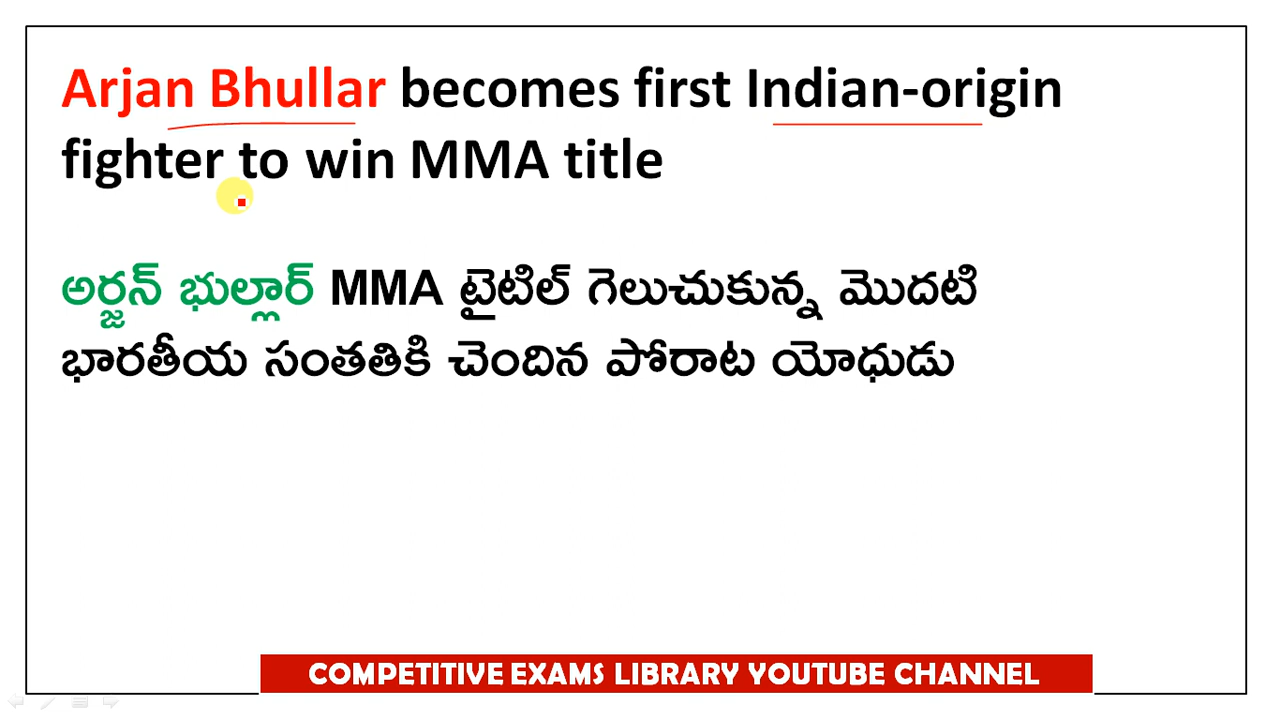 Arjan Bhullar becomes first Indian-origin
fighter to win MMA title
అర్జన్ భుల్లార్ MMA టైటిల్ గెలుచుకున్న మొదటి
భారతీయ సంతతికి చెందిన పోరాట యోధుడు
COMPETITIVE EXAMS LIBRARY YOUTUBE CHANNEL